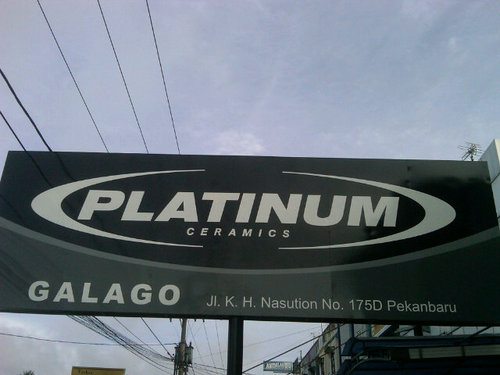 PLATINUM
CERAMICS
GALAGO Jl. K. H. Nasution No. 175D Pekanbaru